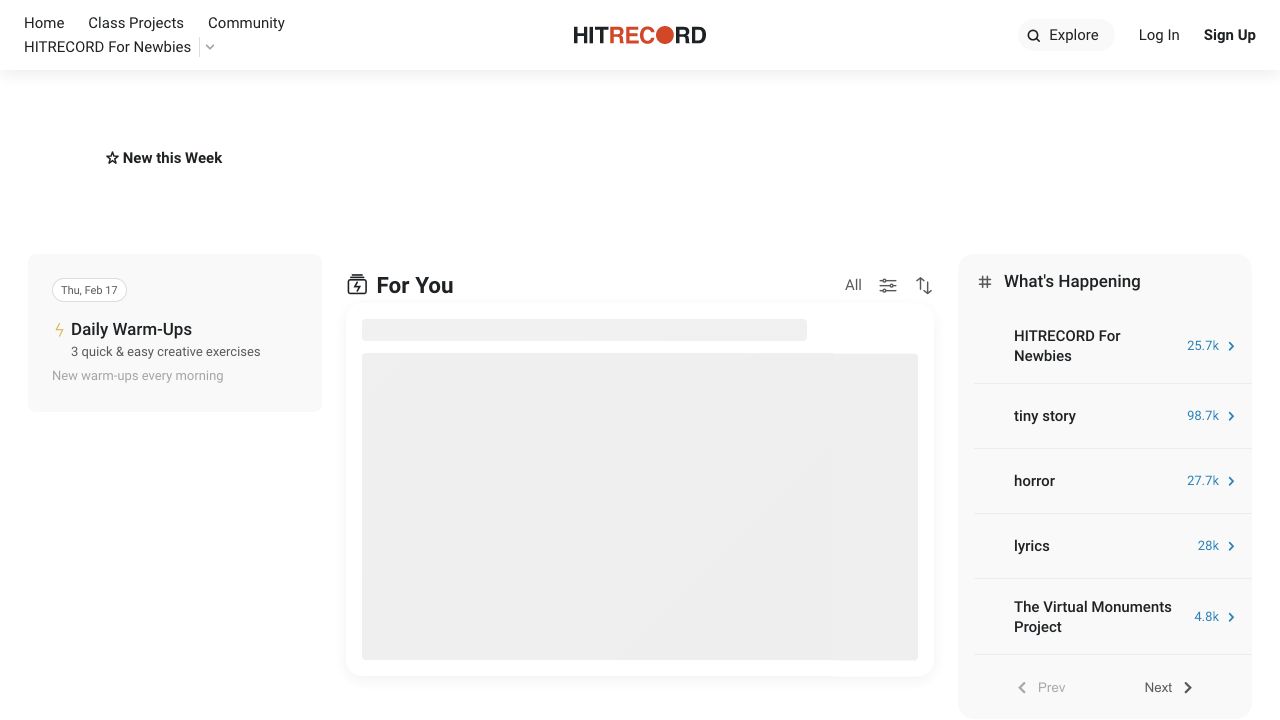 Home Class Projects Community
HITRECORD For Newbies
HITRECORD
Explore
Log In
Sign Up
New this Week
Thu, Feb 17
Daily Warm-Ups
3 quick & easy creative exercises
New warm-ups every morning
For You
All
What's Happening
HITRECORD For
Newbies
25.7k
tiny story
98.7k
horror
27.7k
lyrics
28k
The Virtual Monuments
Project
4.8k
Prev
Next